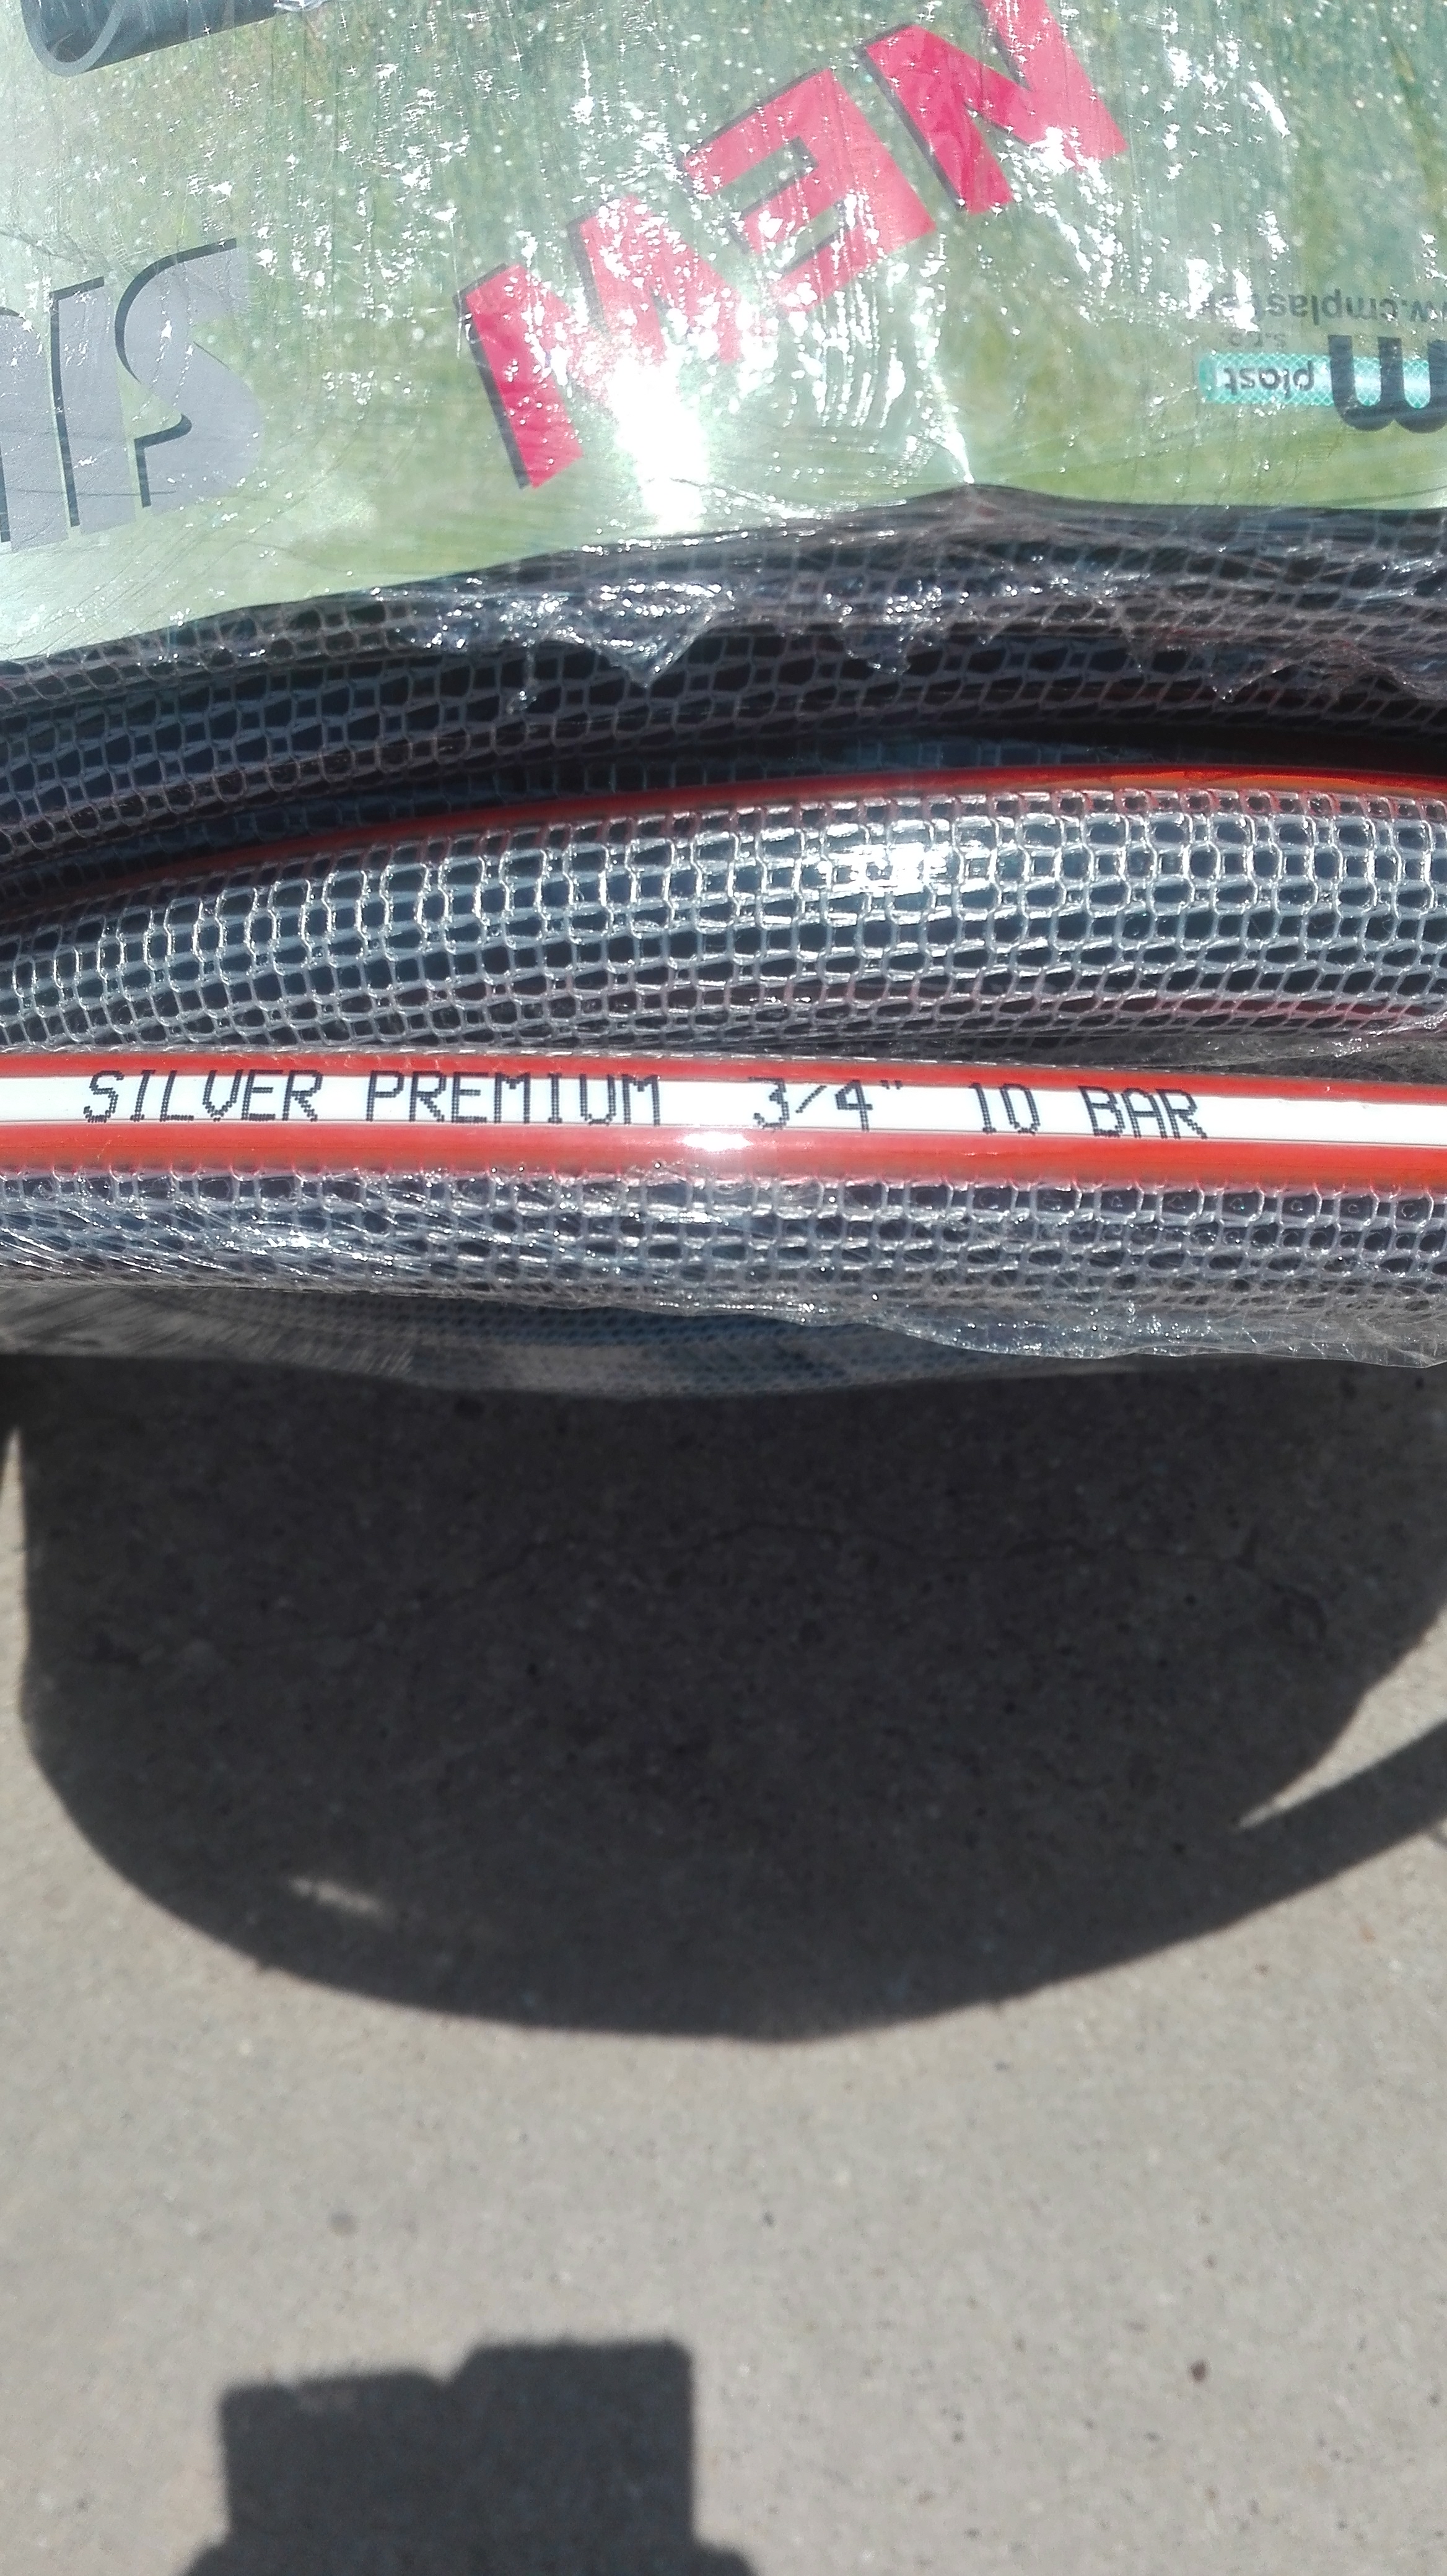 NEW
plast
s.r.o.
SILVER PREMIUM 3/4" 10 BAR